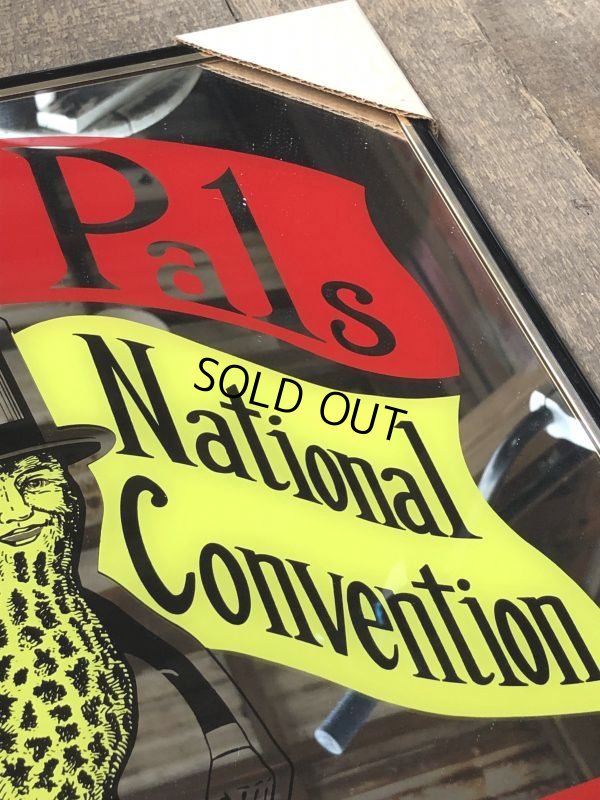 Pals
National
SOLD OUT
Convention